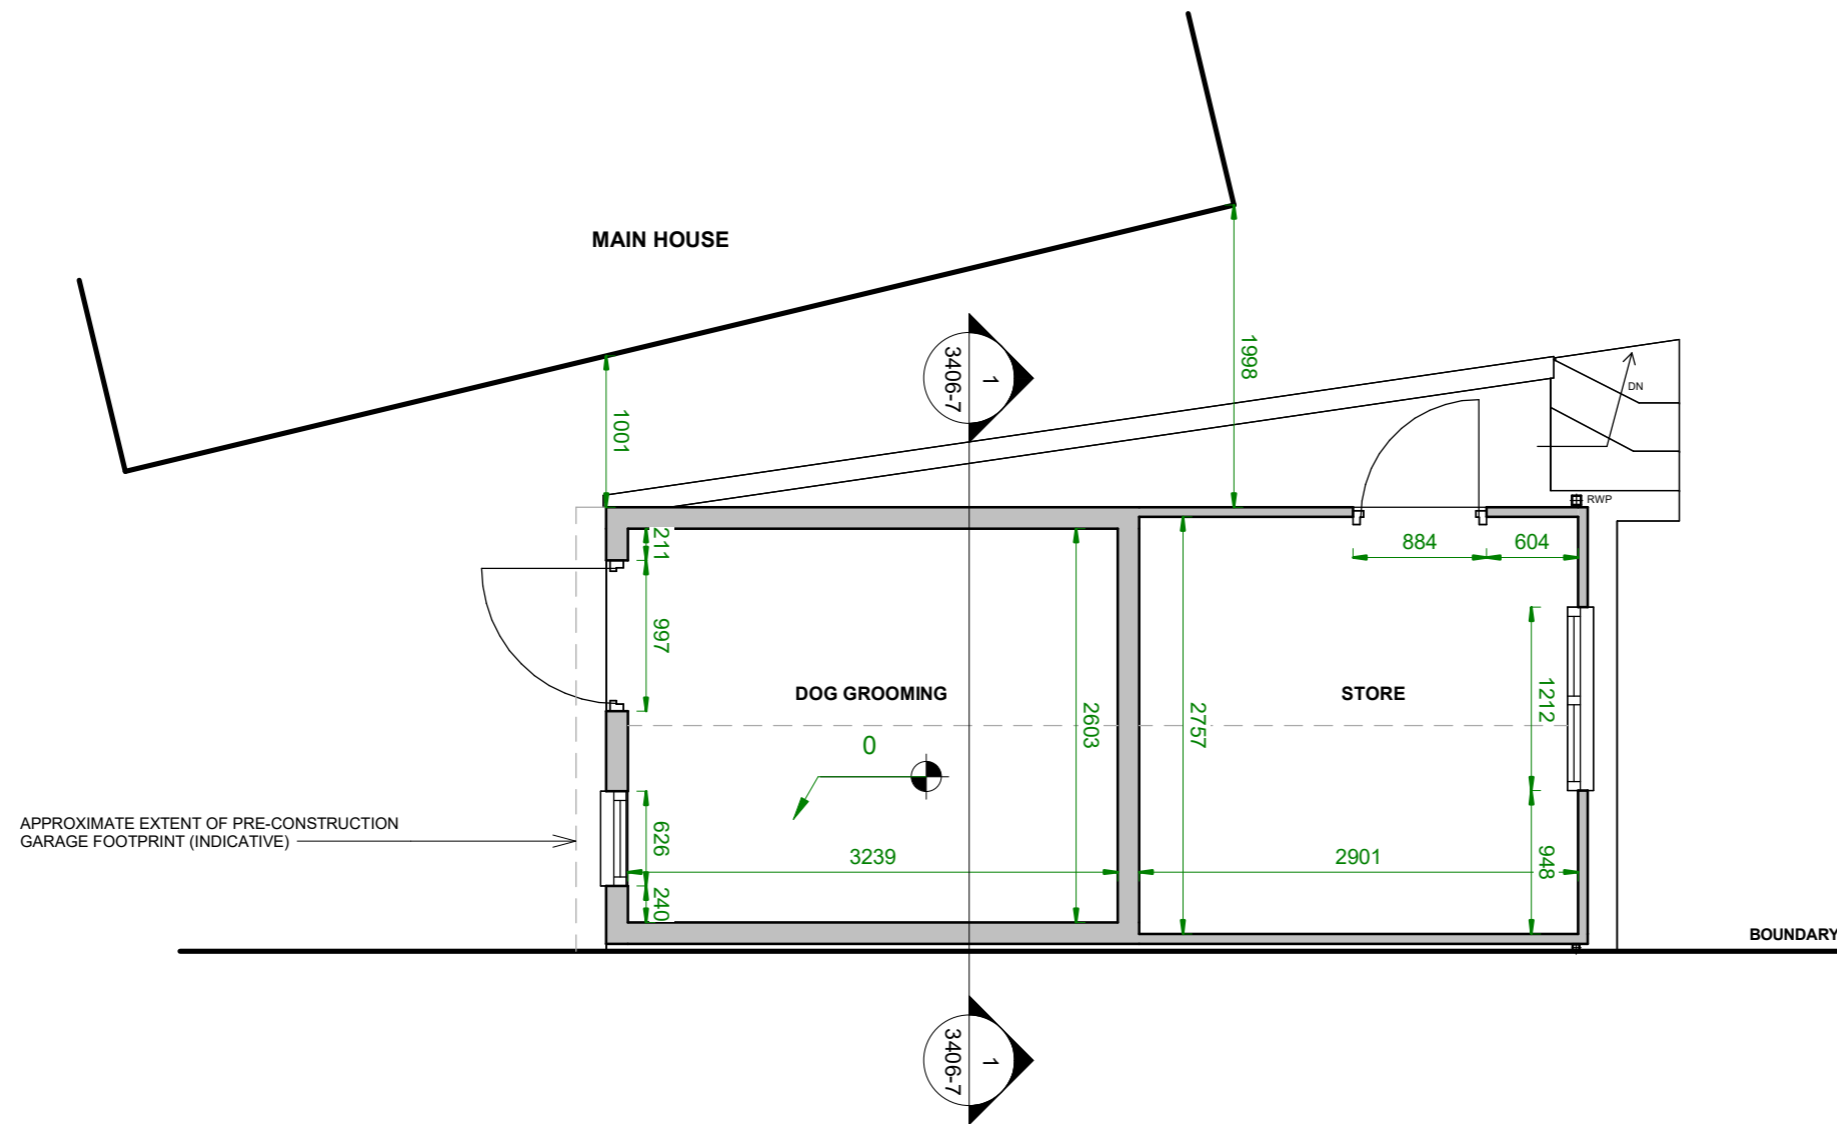 MAIN HOUSE
1998
1
3406-7
1001
DN
RWP
211
884
604
997
DOG GROOMING
STORE
1212
2603
2757
0
APPROXIMATE EXTENT OF PRE-CONSTRUCTION
GARAGE FOOTPRINT (INDICATIVE)
626
3239
2901
948
240
BOUNDARY
1
3406-7